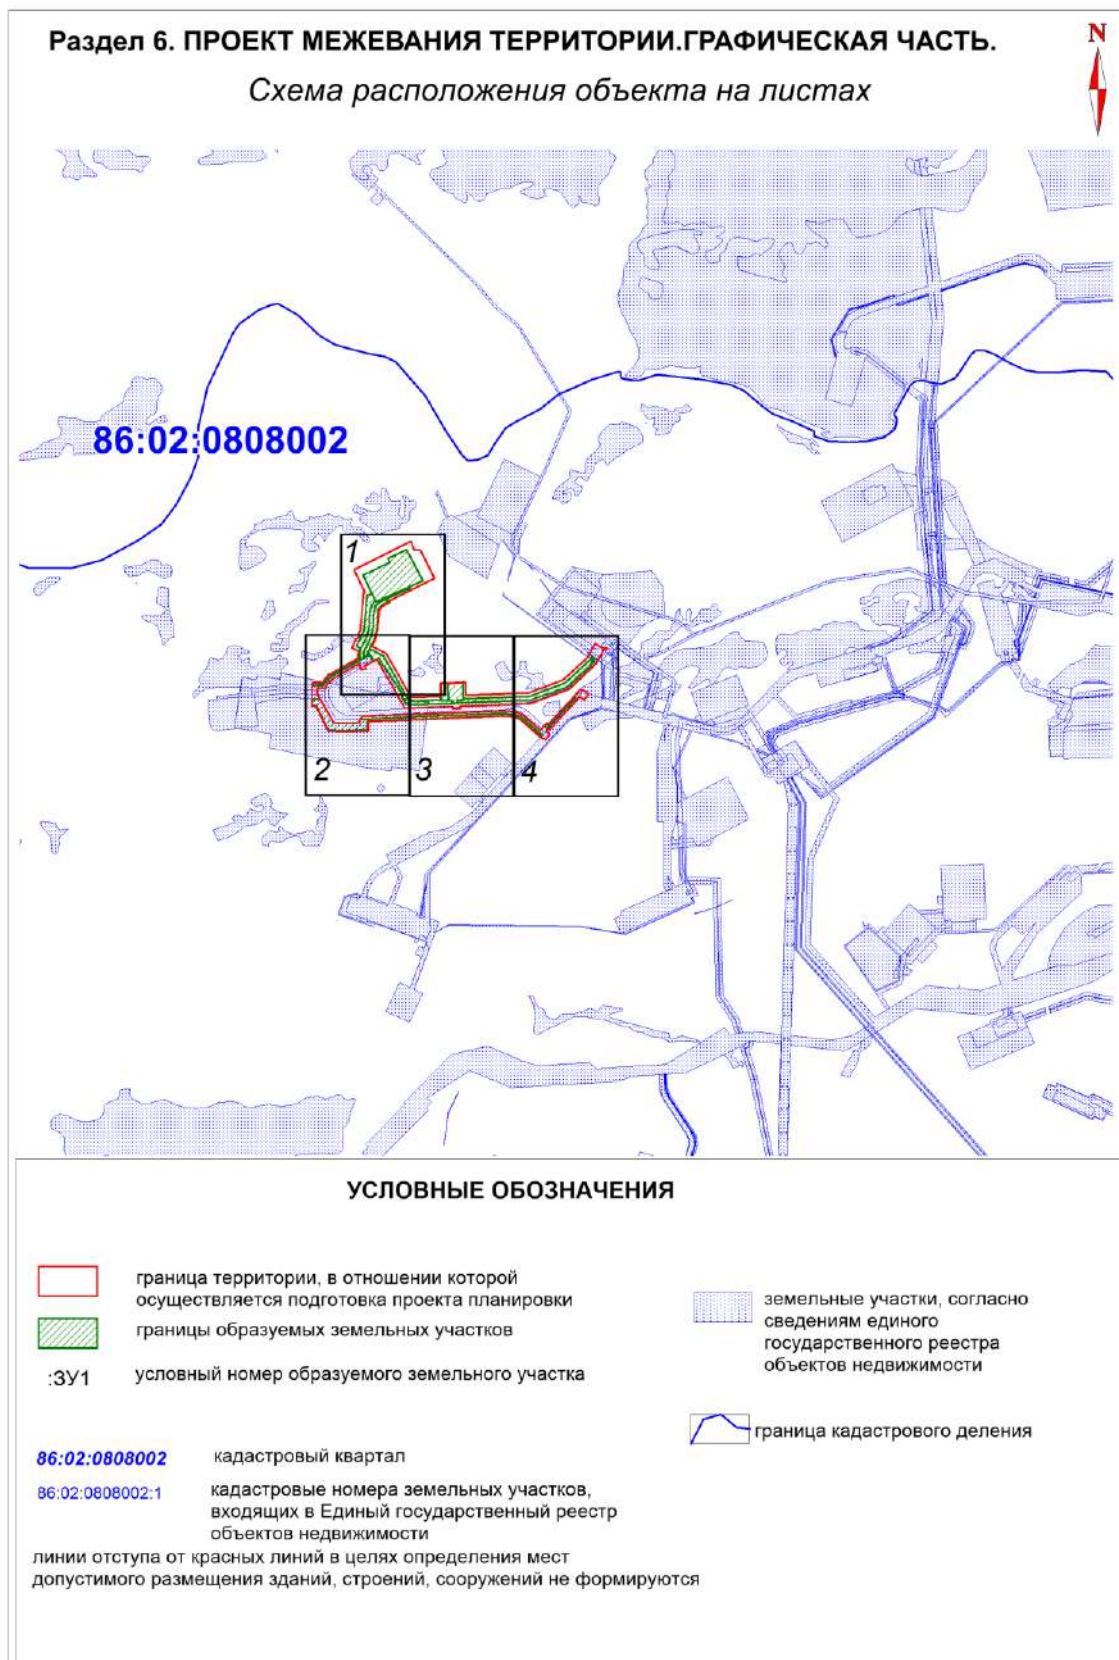 Раздел 6. ПРОЕКТ МЕЖЕВАНИЯ ТЕРРИТОРИИ.ГРАФИЧЕСКАЯ ЧАСТЬ.
N
Схема расположения объекта на листах
86:02:0808002
1
2
3
4
УСЛОВНЫЕ ОБОЗНАЧЕНИЯ
граница территории, в отношении которой
осуществляется подготовка проекта планировки
границы образуемых земельных участков
:ЗУ1 условный номер образуемого земельного участка
86:02:0808002 кадастровый квартал
86:02:0808002:1 кадастровые номера земельных участков,
входящих в Единый государственный реестр
объектов недвижимости
линии отступа от красных линий в целях определения мест
допустимого размещения зданий, строений, сооружений не формируются
земельные участки, согласно
сведениям единого
государственного реестра
объектов недвижимости
граница кадастрового деления